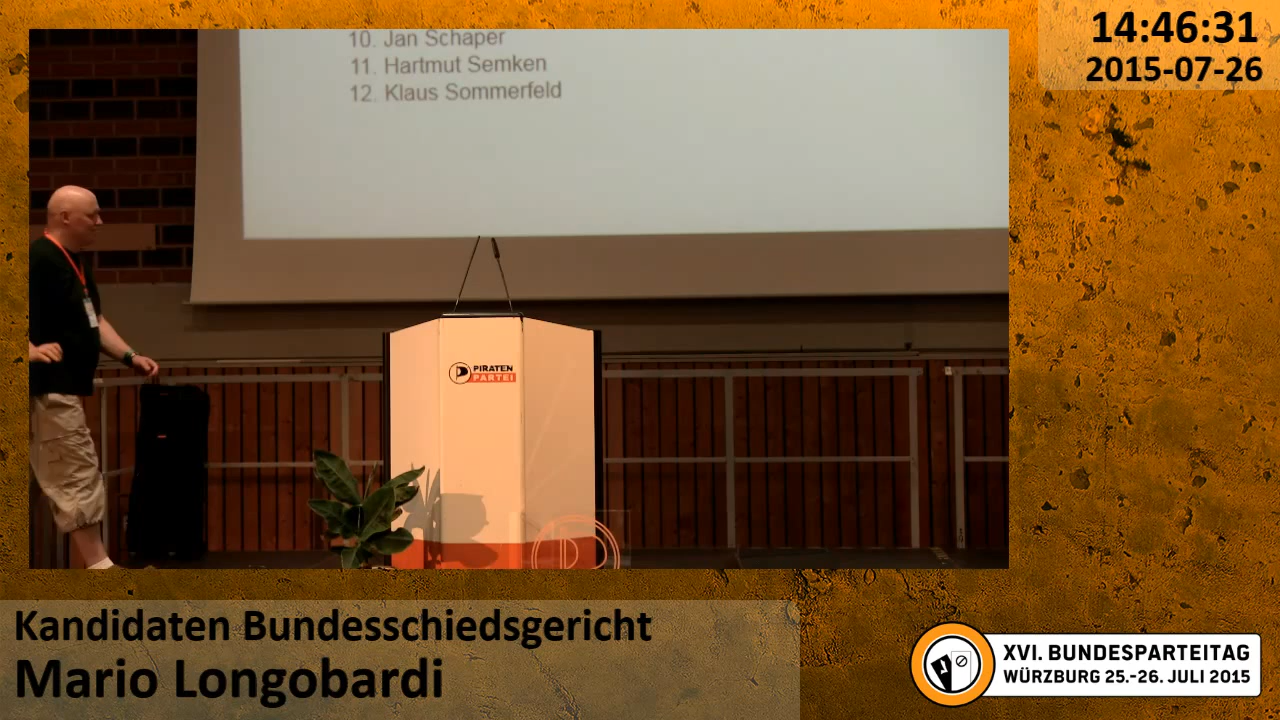 14:46:31
2015-07-26
10. Jan Schaper
11. Hartmut Semken
12. Klaus Sommerfeld
PIRATEN
PARTEI
Kandidaten Bundesschiedsgericht
Mario Longobardi
XVI. BUNDESPARTEITAG
WÜRZBURG 25.-26. JULI 2015